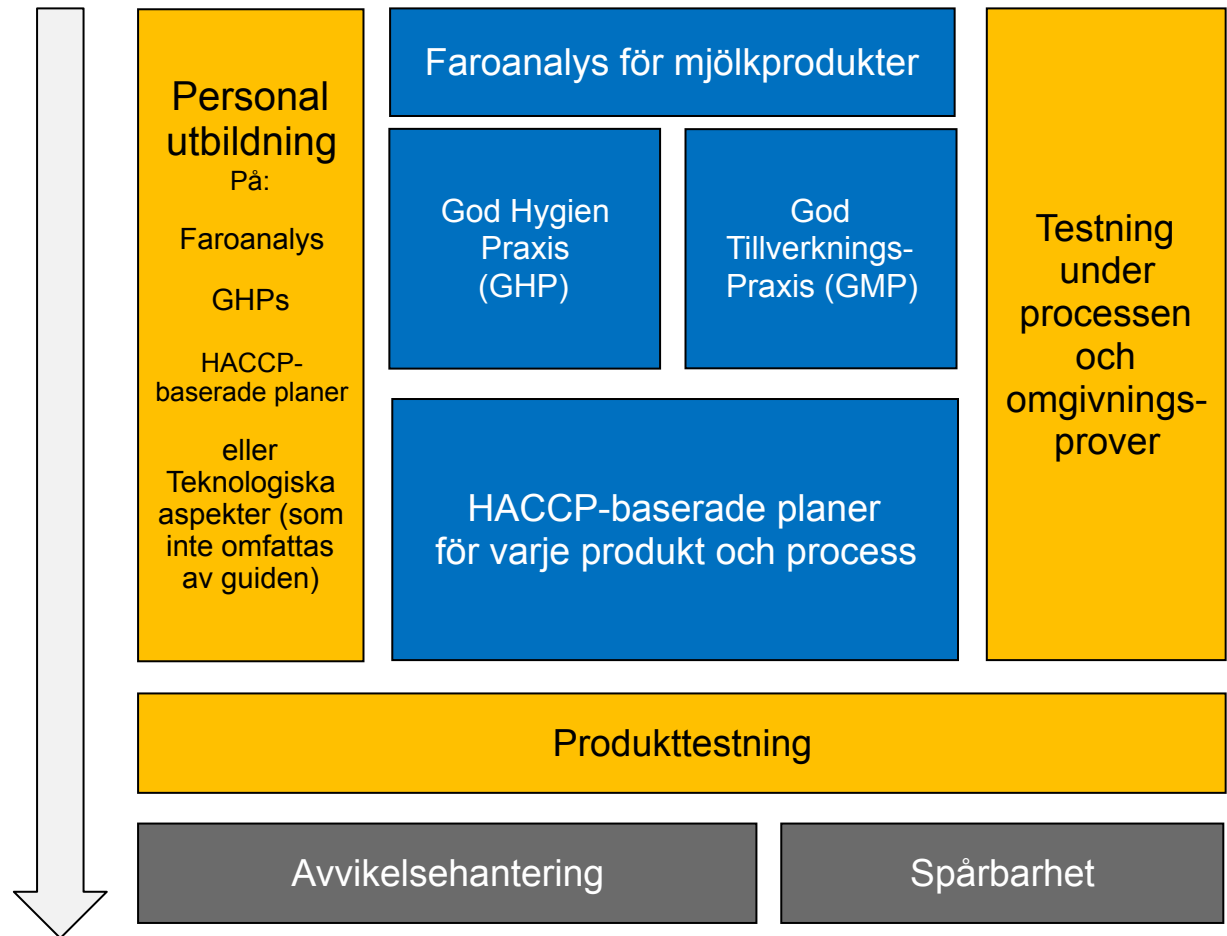 Personal
utbildning
På:
Faroanalys
GHPs
HACCP-
baserade planer
eller
Teknologiska
aspekter (som
inte omfattas
av guiden)
Faroanalys för mjölkprodukter
God Hygien
Praxis
(GHP)
God
Tillverknings-
Praxis (GMP)
HACCP-baserade planer
för varje produkt och process
Testning
under
processen
och
omgivnings-
prover
Produkttestning
Avvikelsehantering
Spårbarhet